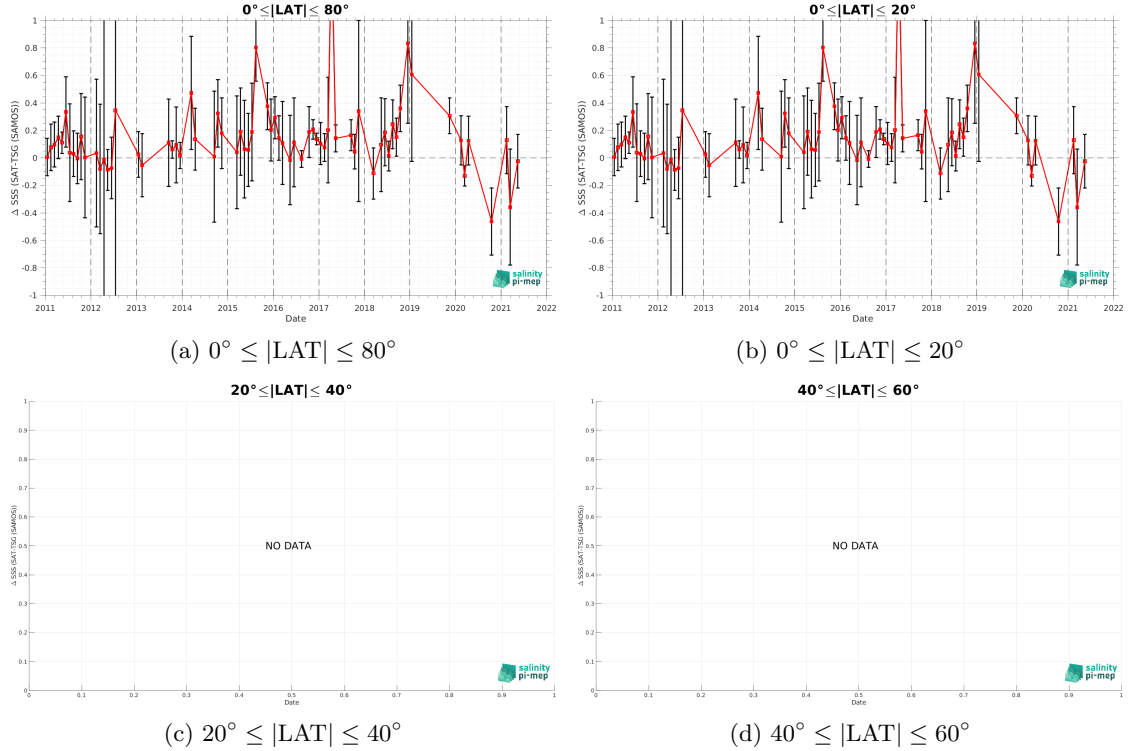 0°≤|LAT|≤ 80°
Δ SSS (SAT-TSG (SAMOS))
1
0.8
0.6
0.4
0.2
0
-0.2
-0.4
-0.6
-0.8
-1
2011 2012 2013 2014 2015 2016 2017 2018 2019 2020 2021 2022
Date
salinity
pi-mep
(a) 0° ≤ |LAT| ≤ 80°
0°≤|LAT|≤ 20°
Δ SSS (SAT-TSG (SAMOS))
1
0.8
0.6
0.4
0.2
0
-0.2
-0.4
-0.6
-0.8
-1
2011 2012 2013 2014 2015 2016 2017 2018 2019 2020 2021 2022
Date
salinity
pi-mep
(b) 0° ≤ |LAT| ≤ 20°
20°≤|LAT|≤ 40°
Δ SSS (SAT-TSG (SAMOS))
1
0.9
0.8
0.7
0.6
0.5
0.4
0.3
0.2
0.1
0
NO DATA
0 0.1 0.2 0.3 0.4 0.5 0.6 0.7 0.8 0.9 1
Date
salinity
pi-mep
(c) 20° ≤ |LAT| ≤ 40°
40°≤|LAT|≤ 60°
Δ SSS (SAT-TSG (SAMOS))
1
0.9
0.8
0.7
0.6
0.5
0.4
0.3
0.2
0.1
0
NO DATA
0 0.1 0.2 0.3 0.4 0.5 0.6 0.7 0.8 0.9 1
Date
salinity
pi-mep
(d) 40° ≤ |LAT| ≤ 60°